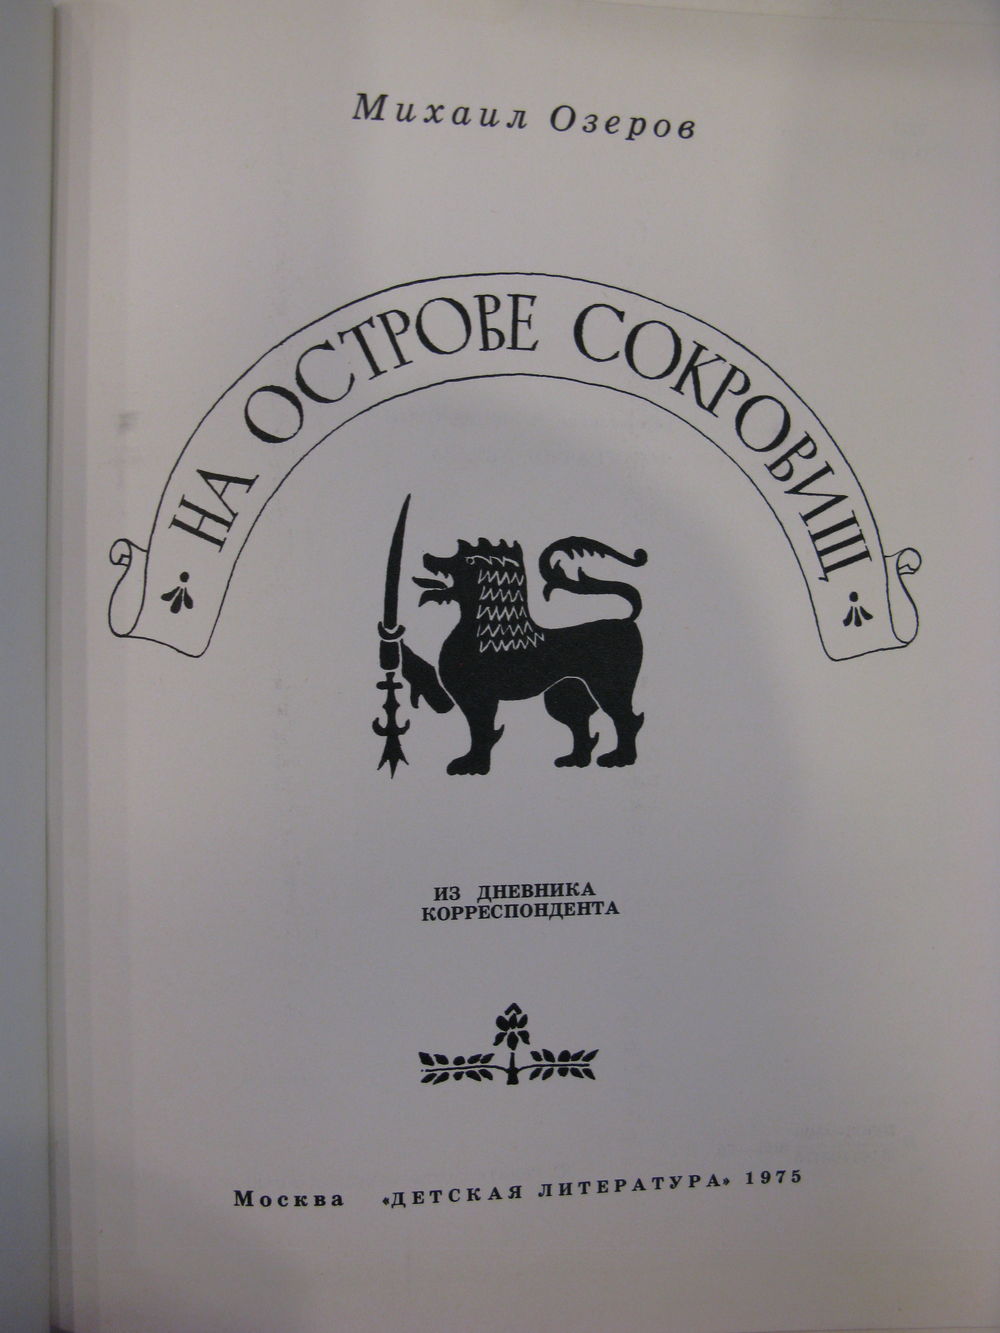 Михаил Озеров
НА ОСТРОВЕ СОКРОВИЩ
ИЗ ДНЕВНИКА
КОРРЕСПОНДЕНТА
Москва «ДЕТСКАЯ ЛИТЕРАТУРА» 1975